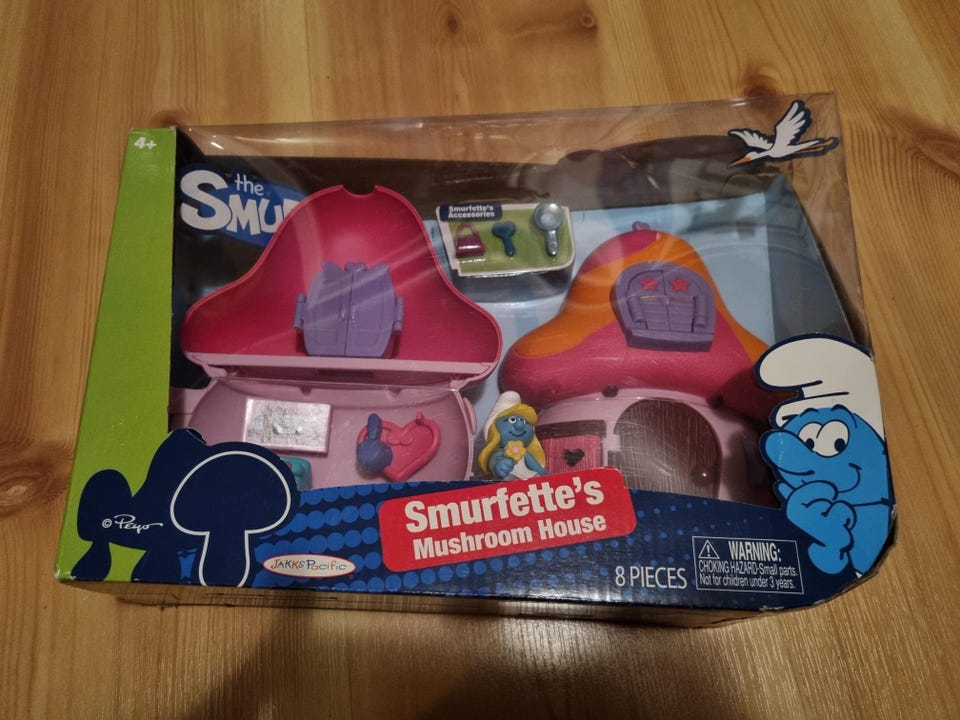 4+
the
SMU
Smurfette's
Accessories
© Peyo
JAKKS Pacific
Smurfette's
Mushroom House
8 PIECES
WARNING:
CHOKING HAZARD-Small parts.
Not for children under 3 years.